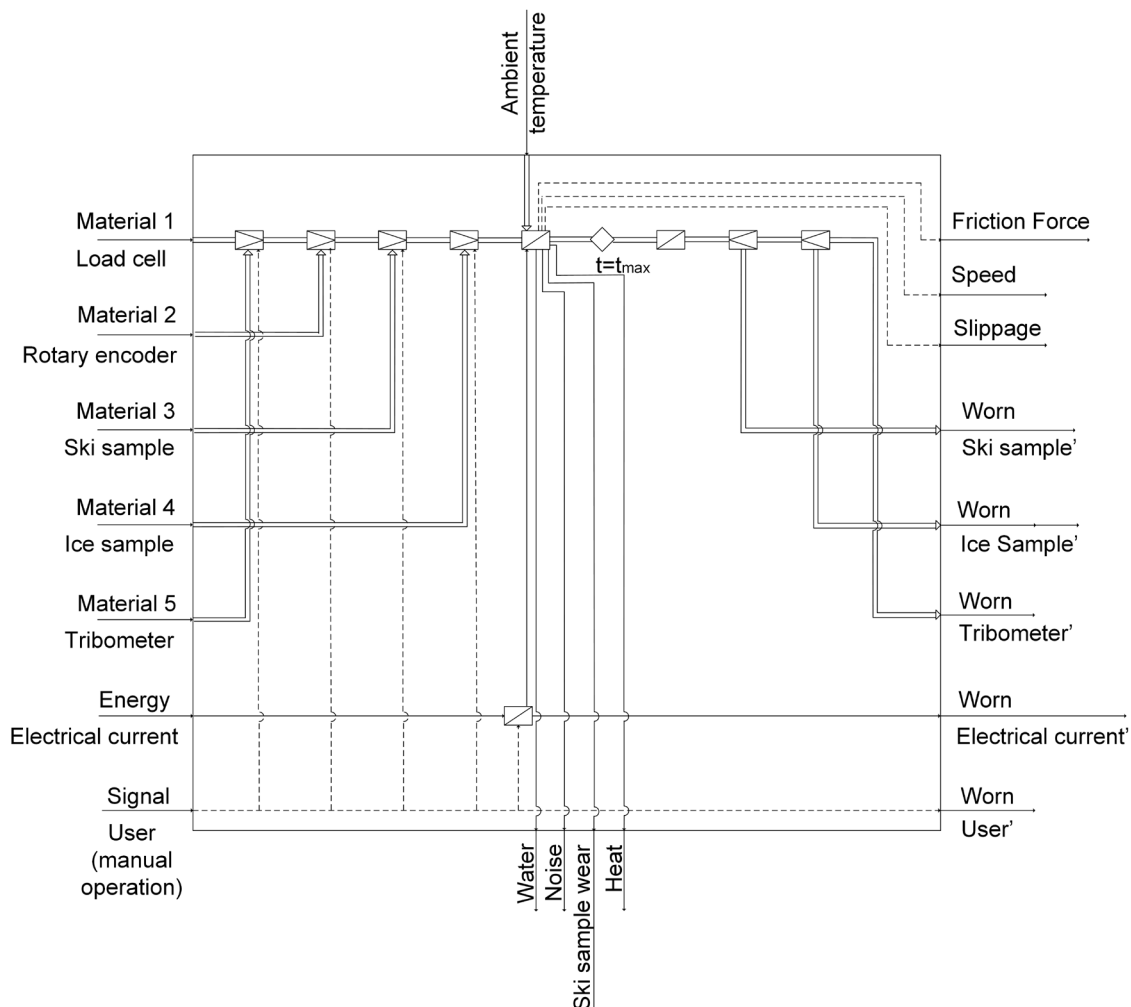 Ambient
temperature
Material 1
Load cell
Material 2
Rotary encoder
Material 3
Ski sample
Material 4
Ice sample
Material 5
Tribometer
Energy
Electrical current
Signal
User
(manual
operation)
t=tmax
Friction Force
Speed
Slippage
Worn
Ski sample’
Worn
Ice Sample’
Worn
Tribometer’
Worn
Electrical current’
Worn
User’
Water
Noise
Ski sample wear
Heat